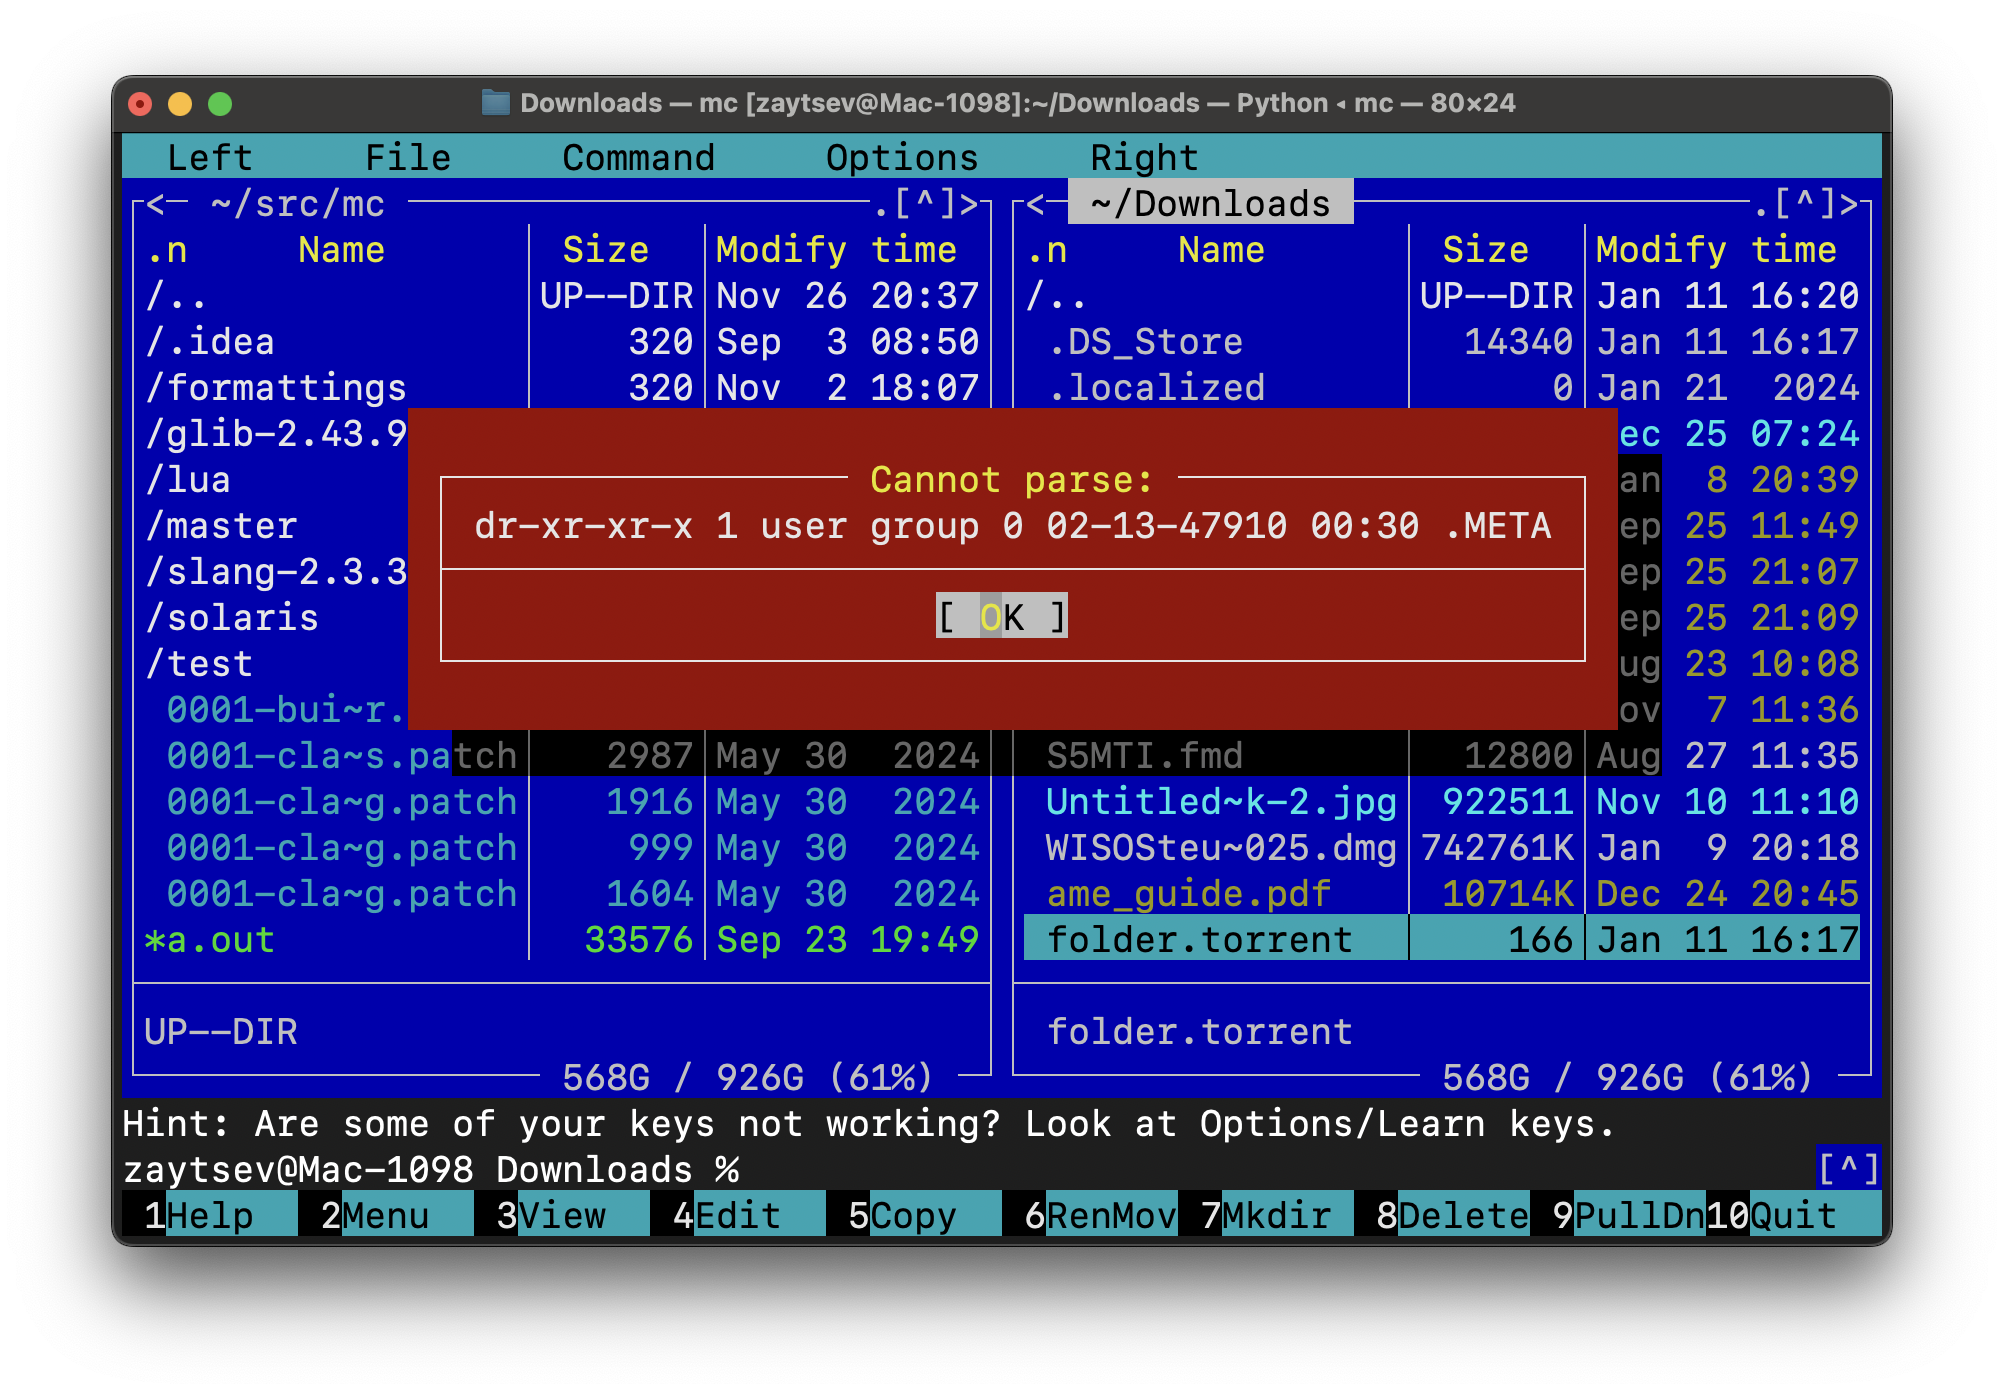 Downloads — mc [zaytsev@Mac-1098]:~/Downloads — Python ◂ mc — 80×24
Left File Command Options Right
<─ ~/src/mc .[^]> <─ ~/Downloads .[^]>
.n Name Size Modify time .n Name Size Modify time
/.. UP--DIR Nov 26 20:37 /.. UP--DIR Jan 11 16:20
/.idea 320 Sep 3 08:50 .DS_Store 14340 Jan 11 16:17
/formattings 320 Nov 2 18:07 .localized 0 Jan 21 2024
/glib-2.43.9 ec 25 07:24
/lua Cannot parse: an 8 20:39
/master dr-xr-xr-x 1 user group 0 02-13-47910 00:30 .META ep 25 11:49
/slang-2.3.3 ep 25 21:07
/solaris [ OK ] ep 25 21:09
/test ug 23 10:08
0001-bui~r. ov 7 11:36
0001-cla~s.patch 2987 May 30 2024 S5MTI.fmd 12800 Aug 27 11:35
0001-cla~g.patch 1916 May 30 2024 Untitled~k-2.jpg 922511 Nov 10 11:10
0001-cla~g.patch 999 May 30 2024 WISOSteu~025.dmg 742761K Jan 9 20:18
0001-cla~g.patch 1604 May 30 2024 ame_guide.pdf 10714K Dec 24 20:45
*a.out 33576 Sep 23 19:49 folder.torrent 166 Jan 11 16:17
UP--DIR folder.torrent
568G / 926G (61%) 568G / 926G (61%)
Hint: Are some of your keys not working? Look at Options/Learn keys.
zaytsev@Mac-1098 Downloads % [^]
1Help 2Menu 3View 4Edit 5Copy 6RenMov 7Mkdir 8Delete 9PullDn 10Quit